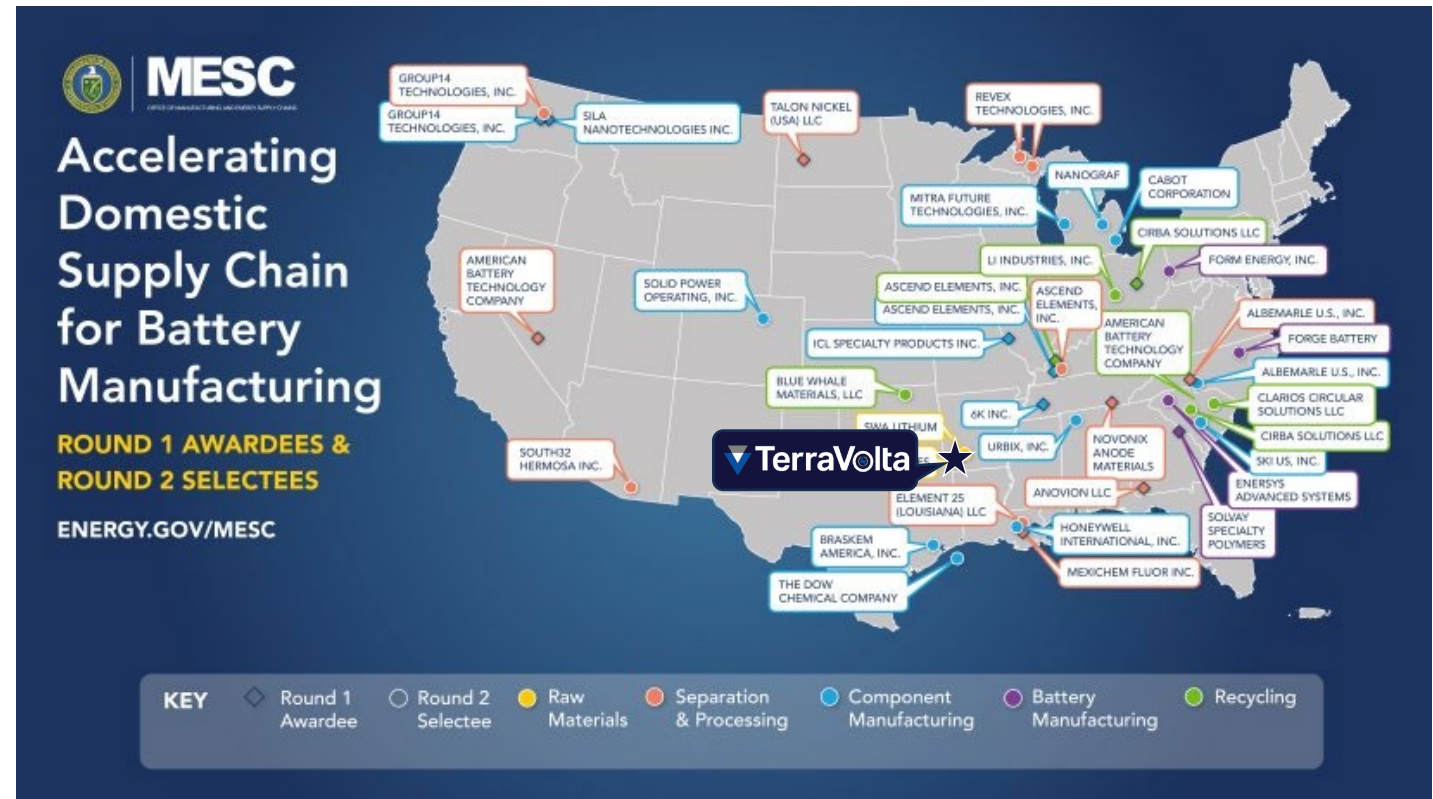 MESC
OFFICE OF MANUFACTURING AND ENERGY SUPPLY CHAINS
Accelerating
Domestic
Supply Chain
for Battery
Manufacturing
ROUND 1 AWARDEES &
ROUND 2 SELECTEES
ENERGY.GOV/MESC
GROUP14
TECHNOLOGIES, INC.
GROUP14
TECHNOLOGIES, INC.
SILA
NANOTECHNOLOGIES INC.
TALON NICKEL
(USA) LLC
REVEX
TECHNOLOGIES, INC.
NANOGRAF
CABOT
CORPORATION
MITRA FUTURE
TECHNOLOGIES, INC.
CIRBA SOLUTIONS LLC
LI INDUSTRIES, INC.
FORM ENERGY, INC.
AMERICAN
BATTERY
TECHNOLOGY
COMPANY
SOLID POWER
OPERATING, INC.
ASCEND ELEMENTS, INC.
ASCEND ELEMENTS, INC.
ASCEND
ELEMENTS,
INC.
ALBEMARLE U.S., INC.
AMERICAN
BATTERY
TECHNOLOGY
COMPANY
FORGE BATTERY
ICL SPECIALTY PRODUCTS INC.
ALBEMARLE U.S., INC.
BLUE WHALE
MATERIALS, LLC
CLARIOS CIRCULAR
SOLUTIONS LLC
6K INC.
SWA LITHIUM
CIRBA SOLUTIONS LLC
URBIX, INC.
NOVONIX
ANODE
MATERIALS
SOUTH32
HERMOSA INC.
TerraVolta
SKI US, INC.
ENERSYS
ADVANCED SYSTEMS
ELEMENT 25
(LOUISIANA) LLC
ANOVION LLC
SOLVAY
SPECIALTY
POLYMERS
HONEYWELL
INTERNATIONAL, INC.
BRASKEM
AMERICA, INC.
MEXICHEM FLUOR INC.
THE DOW
CHEMICAL COMPANY
KEY
Round 1
Awardee
Round 2
Selectee
Raw
Materials
Separation
& Processing
Component
Manufacturing
Battery
Manufacturing
Recycling